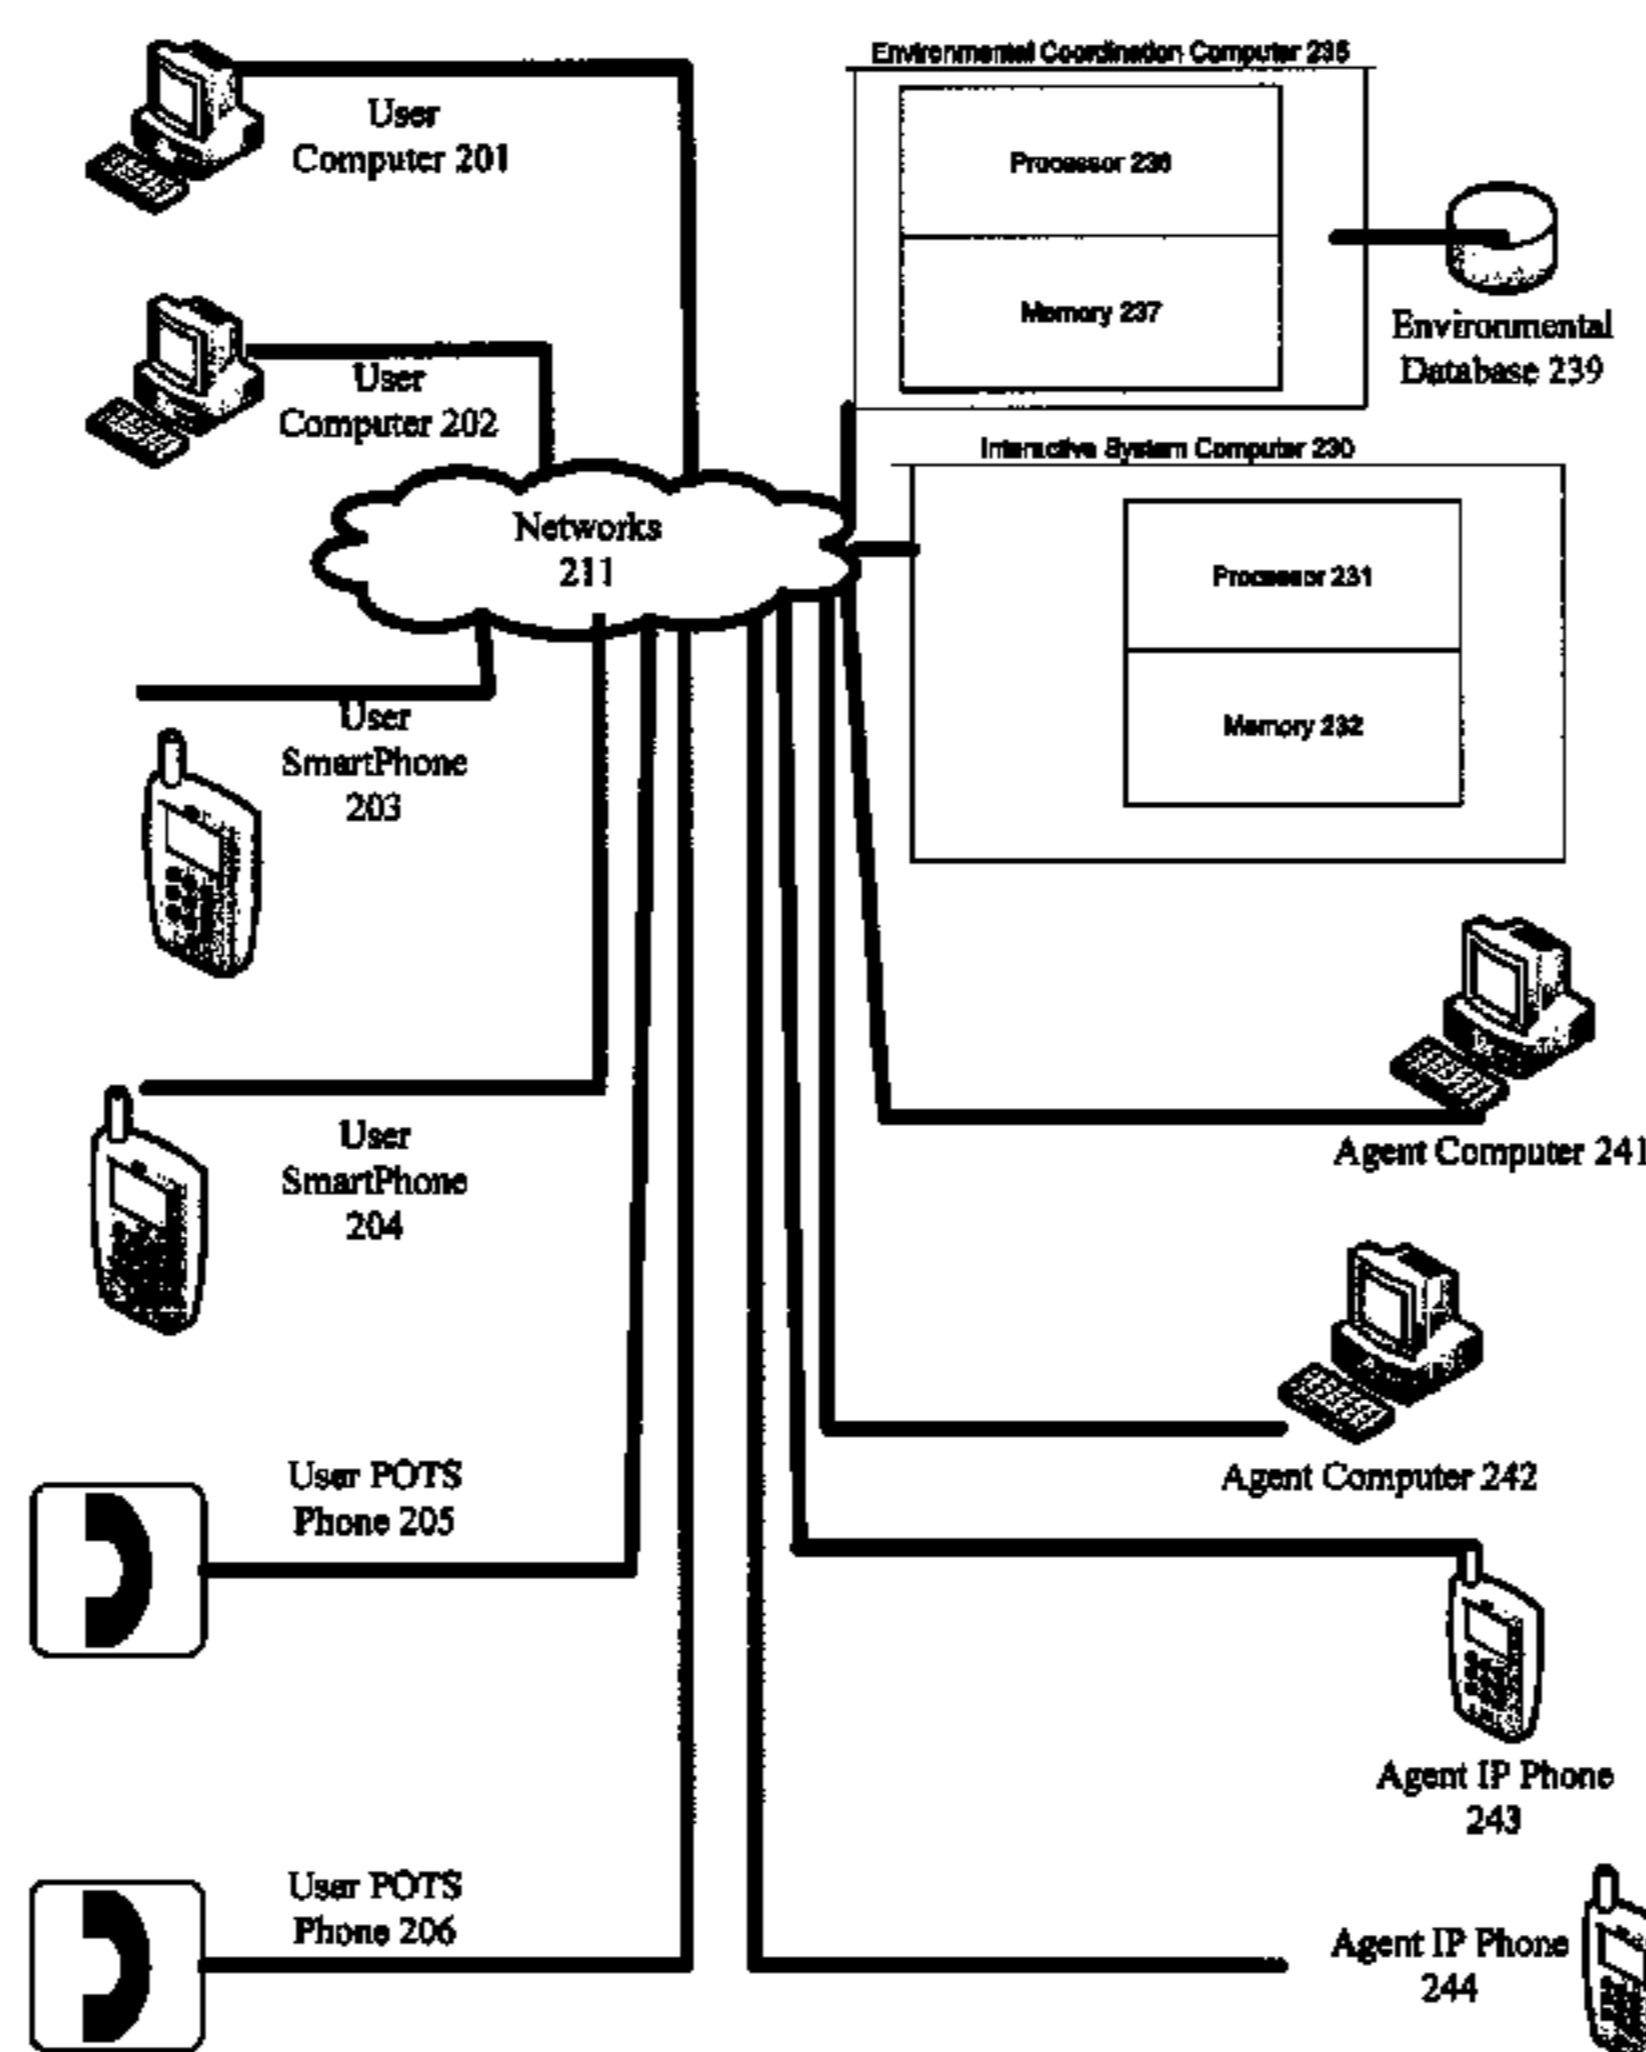 Environmental Coordination Computer 235
User
Computer 201
Processor 236
Memory 237
Environmental
Database 239
User
Computer 202
Interactive System Computer 230
Networks
211
Processor 231
Memory 232
User
SmartPhone
203
User
SmartPhone
204
Agent Computer 241
Agent Computer 242
User POTS
Phone 205
Agent IP Phone
243
User POTS
Phone 206
Agent IP Phone
244